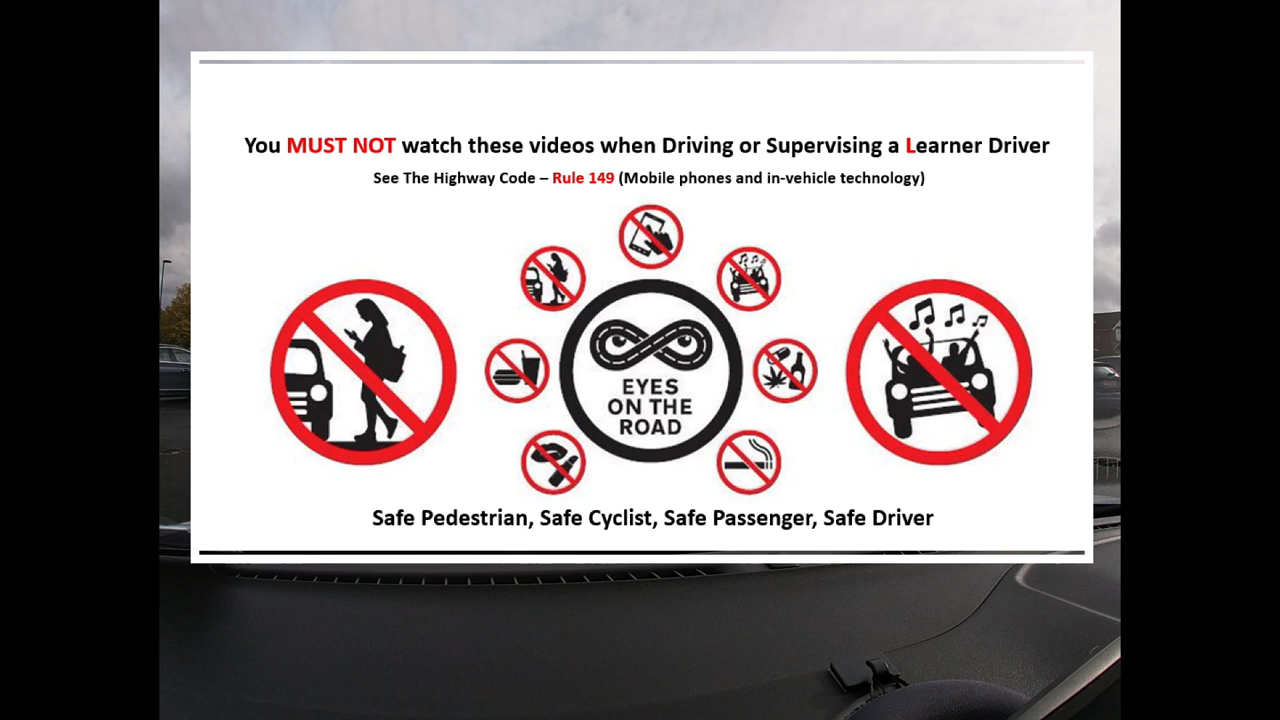 You MUST NOT watch these videos when Driving or Supervising a Learner Driver
See The Highway Code – Rule 149 (Mobile phones and in-vehicle technology)
EYES
ON THE
ROAD
Safe Pedestrian, Safe Cyclist, Safe Passenger, Safe Driver